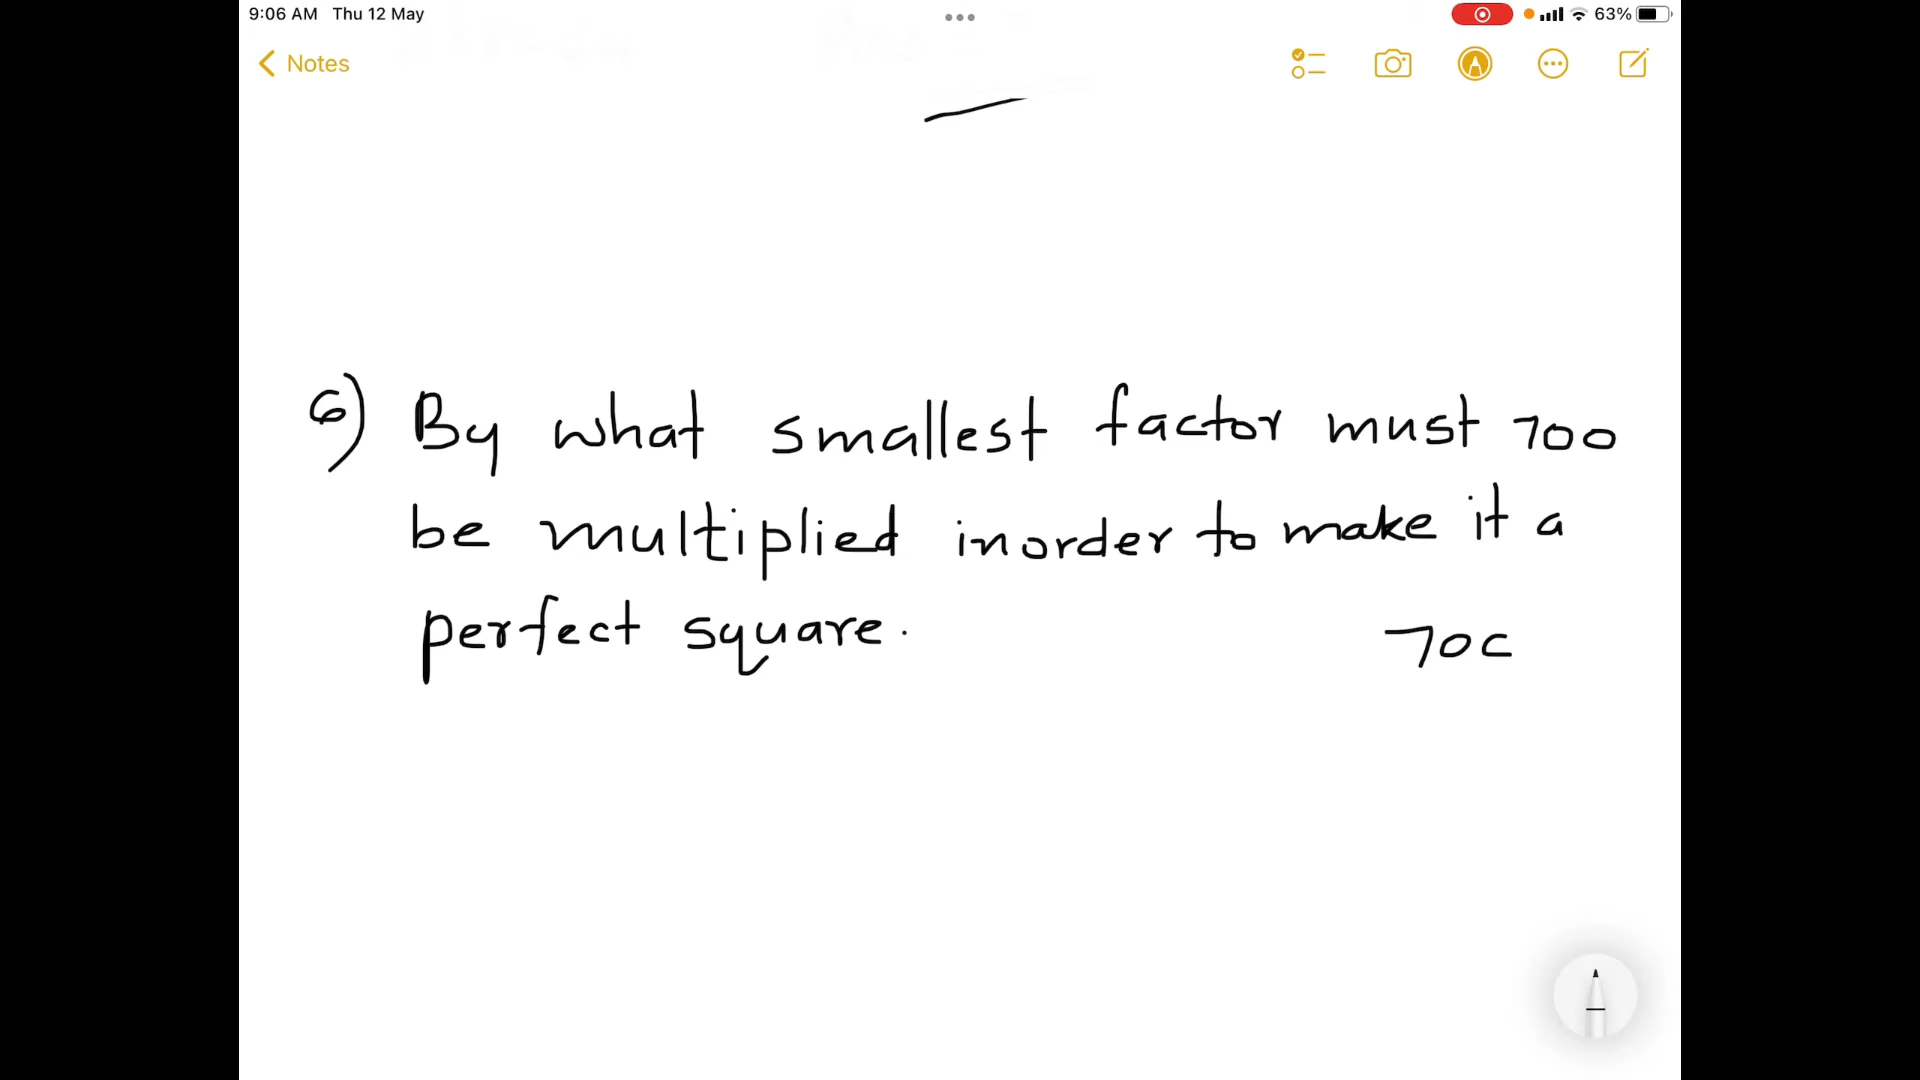 9:06 AM Thu 12 May
63%
Notes
6) By what smallest factor must 700
be multiplied inorder to make it a
perfect square.
70c